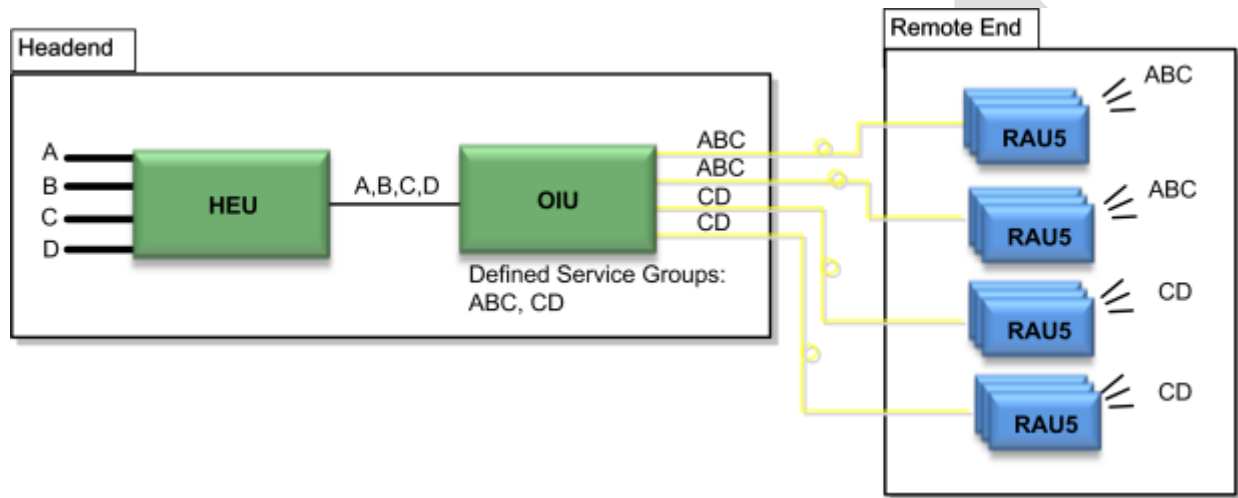 Headend
Remote End
A
B
C
D
HEU
A,B,C,D
OIU
Defined Service Groups:
ABC, CD
ABC
ABC
CD
CD
RAU5
ABC
RAU5
ABC
RAU5
CD
RAU5
CD